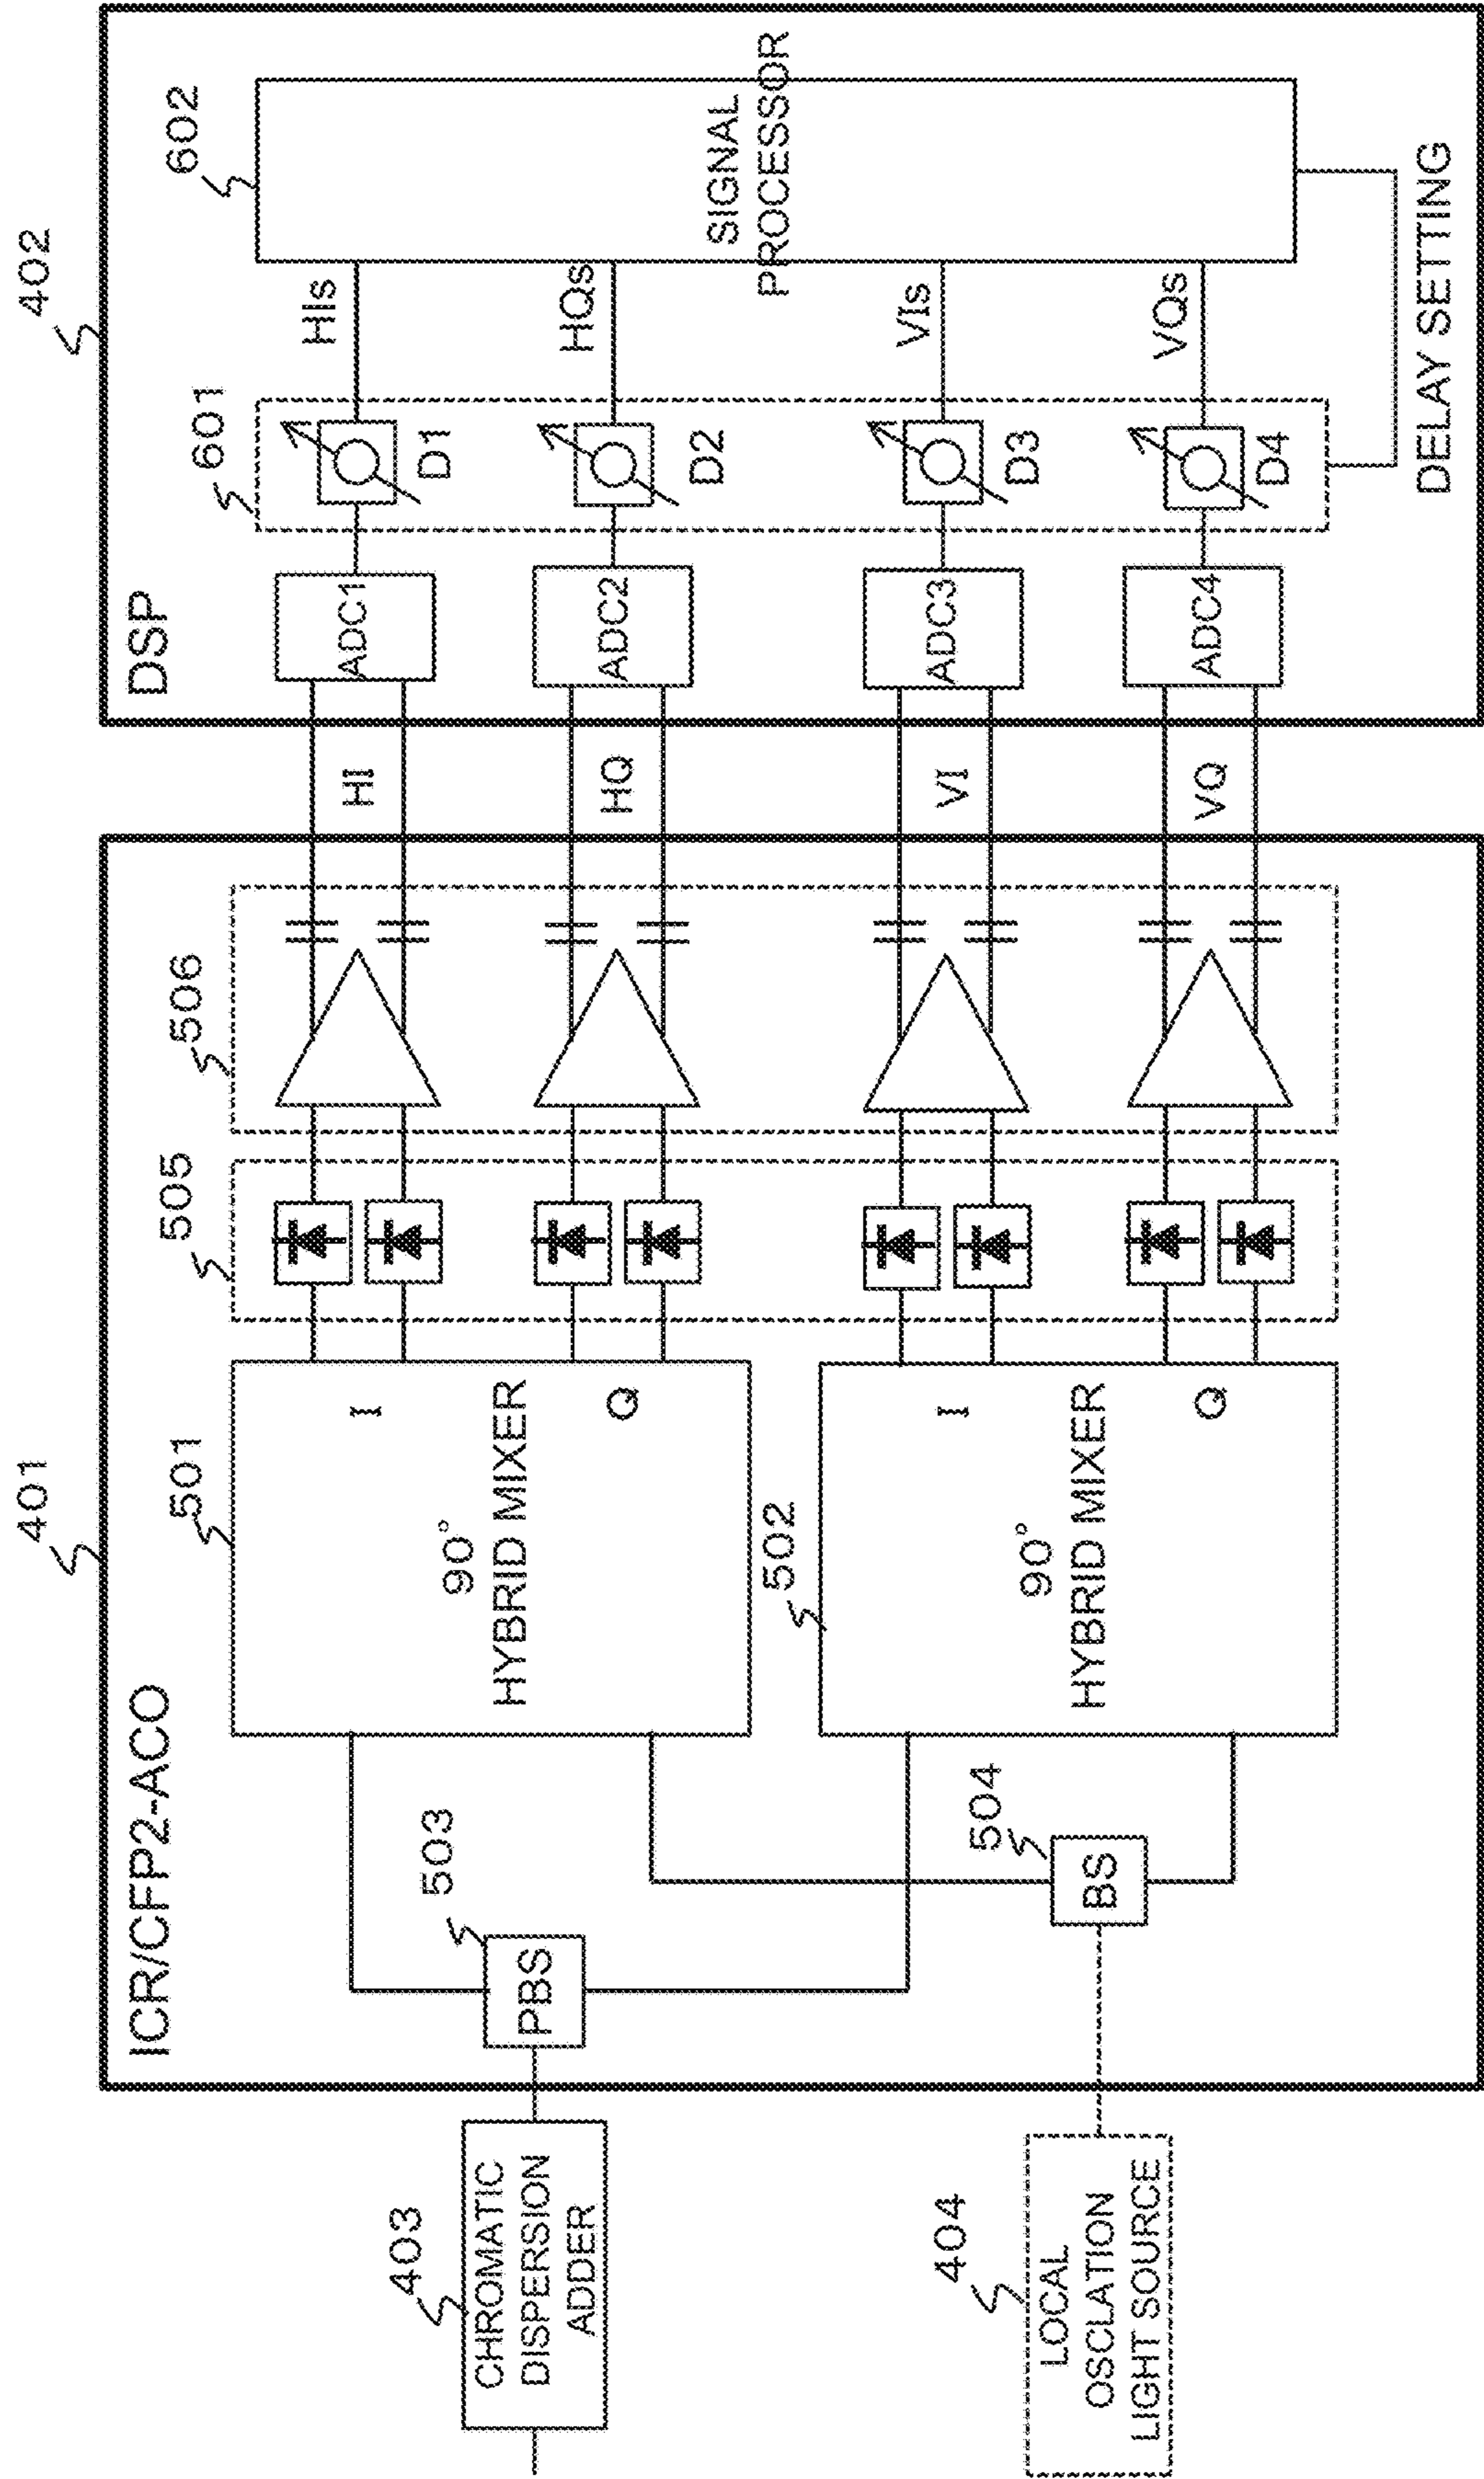 401
402
ICR/CFP2-ACO
DSP
403
CHROMATIC
DISPERSION
ADDER
503
PBS
501
90°
HYBRID MIXER
I
Q
505
506
HI
HQ
ADC1
ADC2
601
D1
D2
HIs
HQs
602
SIGNAL
PROCESSOR
404
LOCAL
OSCLATION
LIGHT SOURCE
504
BS
502
90°
HYBRID MIXER
I
Q
VI
VQ
ADC3
ADC4
D3
D4
VIs
VQs
DELAY SETTING